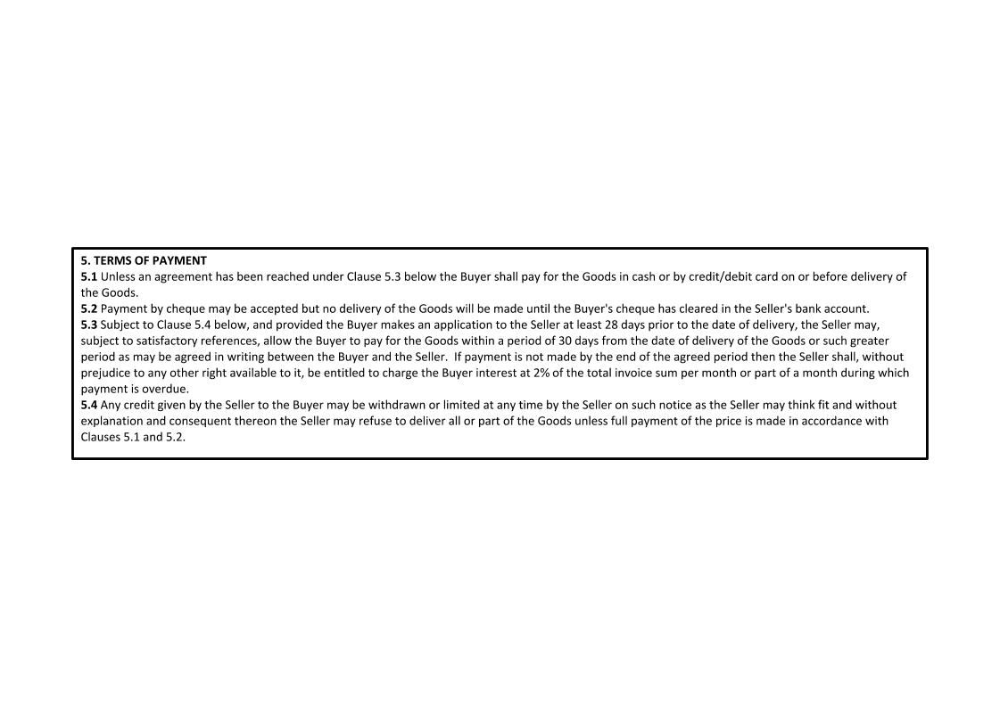 5. TERMS OF PAYMENT
5.1 Unless an agreement has been reached under Clause 5.3 below the Buyer shall pay for the Goods in cash or by credit/debit card on or before delivery of
the Goods.
5.2 Payment by cheque may be accepted but no delivery of the Goods will be made until the Buyer's cheque has cleared in the Seller's bank account.
5.3 Subject to Clause 5.4 below, and provided the Buyer makes an application to the Seller at least 28 days prior to the date of delivery, the Seller may,
subject to satisfactory references, allow the Buyer to pay for the Goods within a period of 30 days from the date of delivery of the Goods or such greater
period as may be agreed in writing between the Buyer and the Seller.  If payment is not made by the end of the agreed period then the Seller shall, without
prejudice to any other right available to it, be entitled to charge the Buyer interest at 2% of the total invoice sum per month or part of a month during which
payment is overdue.
5.4 Any credit given by the Seller to the Buyer may be withdrawn or limited at any time by the Seller on such notice as the Seller may think fit and without
explanation and consequent thereon the Seller may refuse to deliver all or part of the Goods unless full payment of the price is made in accordance with
Clauses 5.1 and 5.2.